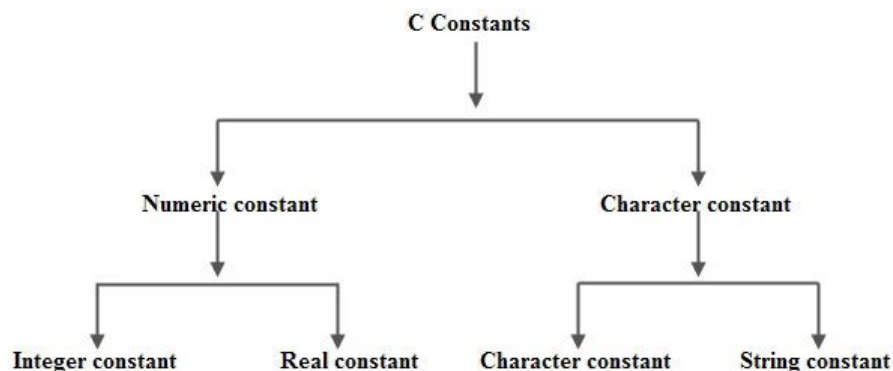 C Constants
Numeric constant
Character constant
Integer constant
Real constant
Character constant
String constant